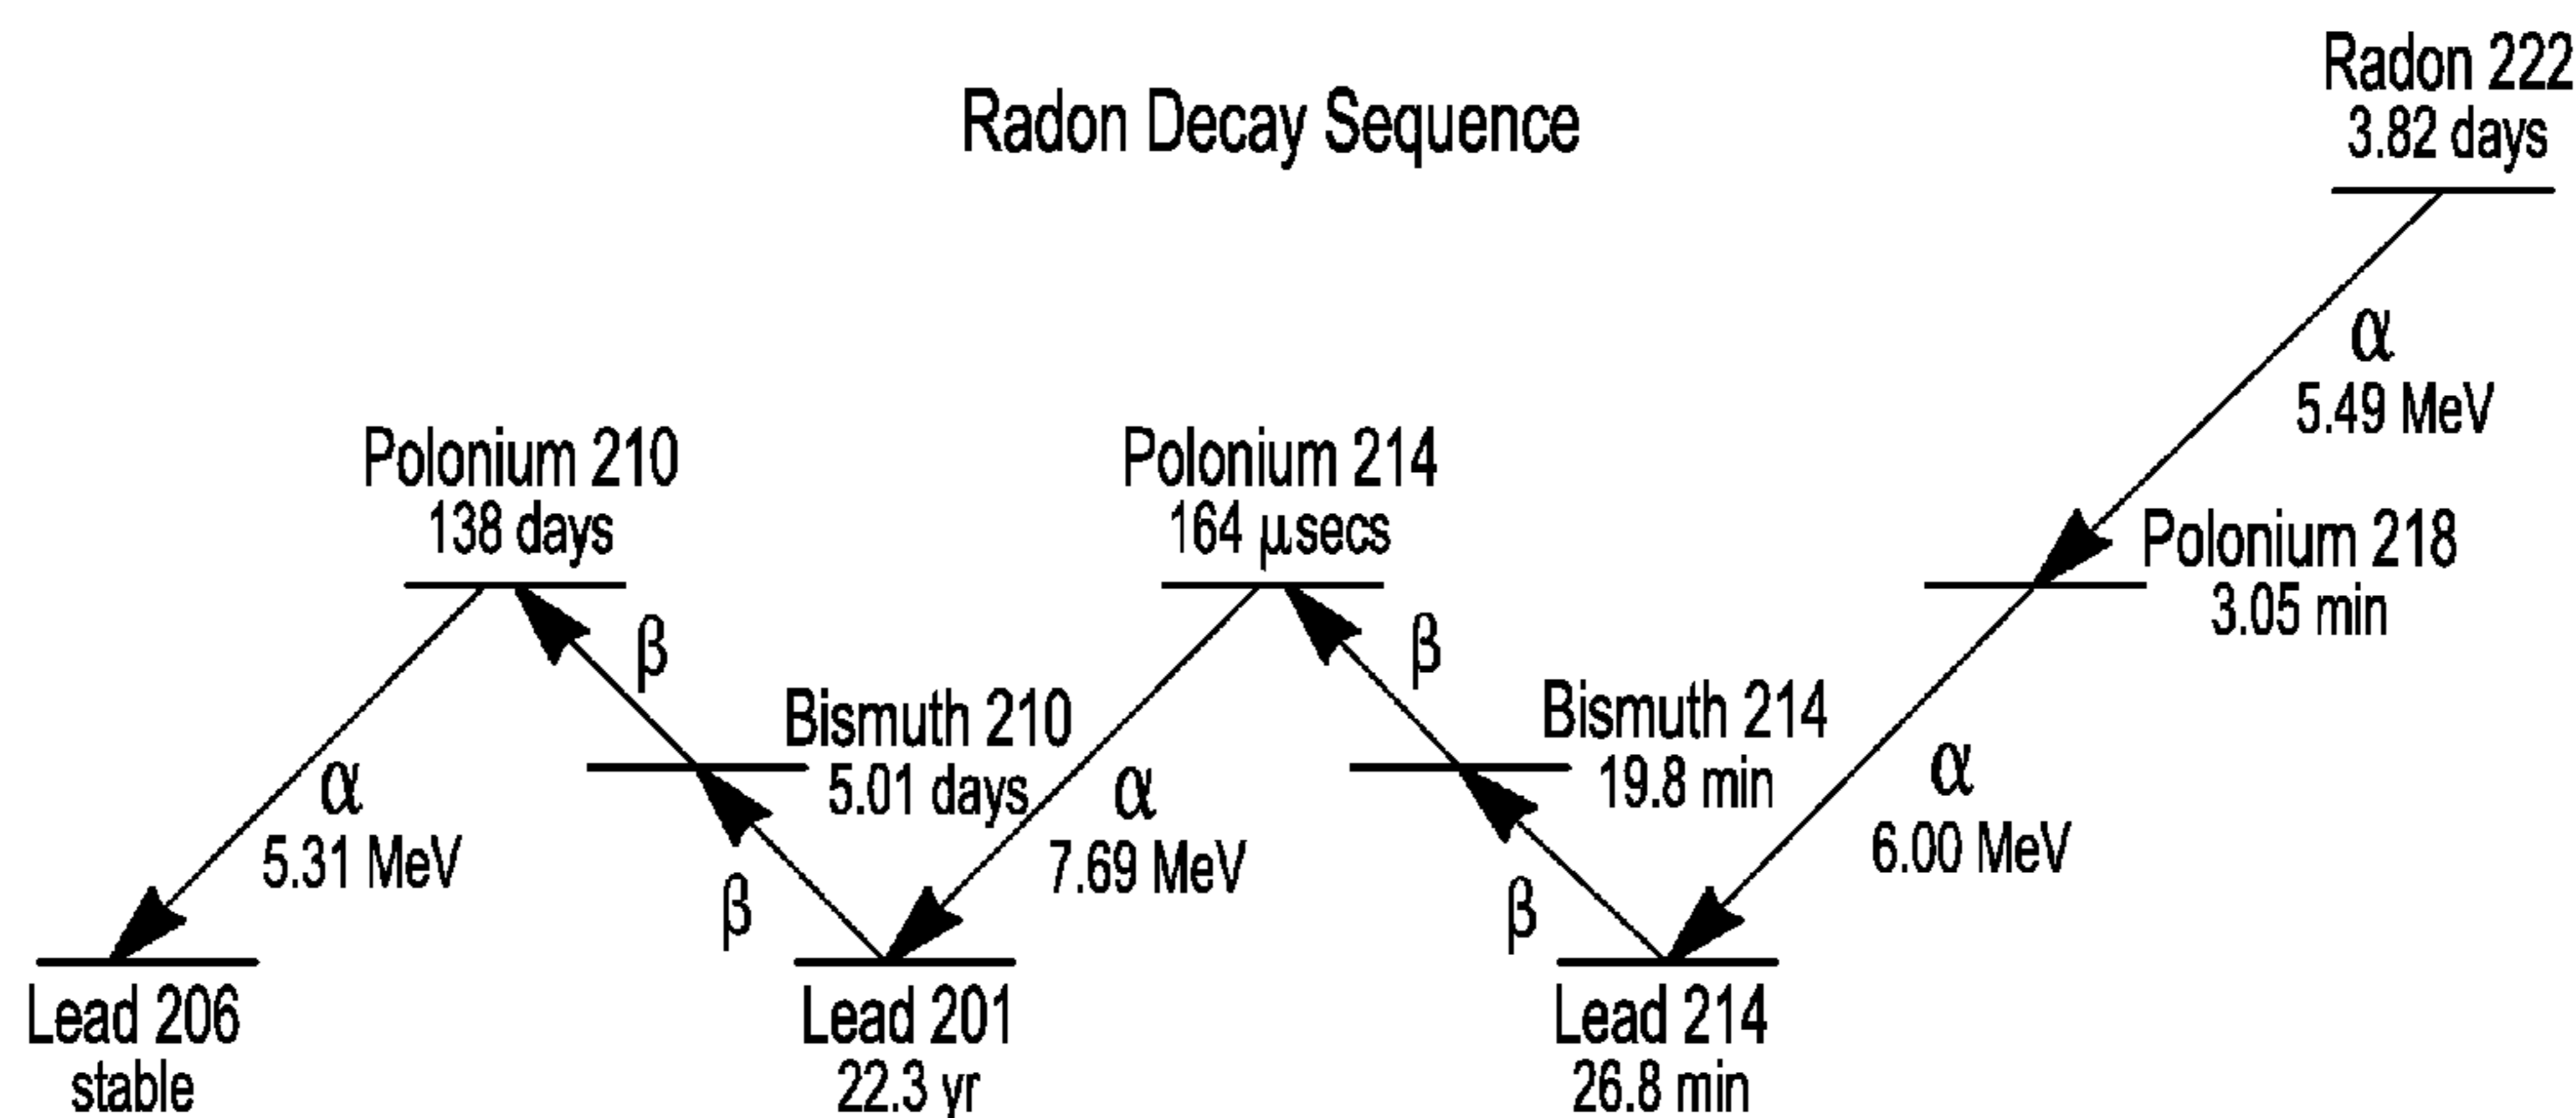 Radon Decay Sequence
Radon 222
3.82 days
α
5.49 MeV
Polonium 218
3.05 min
α
6.00 MeV
Lead 214
26.8 min
β
Bismuth 214
19.8 min
β
Polonium 214
164 μsecs
α
7.69 MeV
Lead 201
22.3 yr
β
Bismuth 210
5.01 days
β
Polonium 210
138 days
α
5.31 MeV
Lead 206
stable